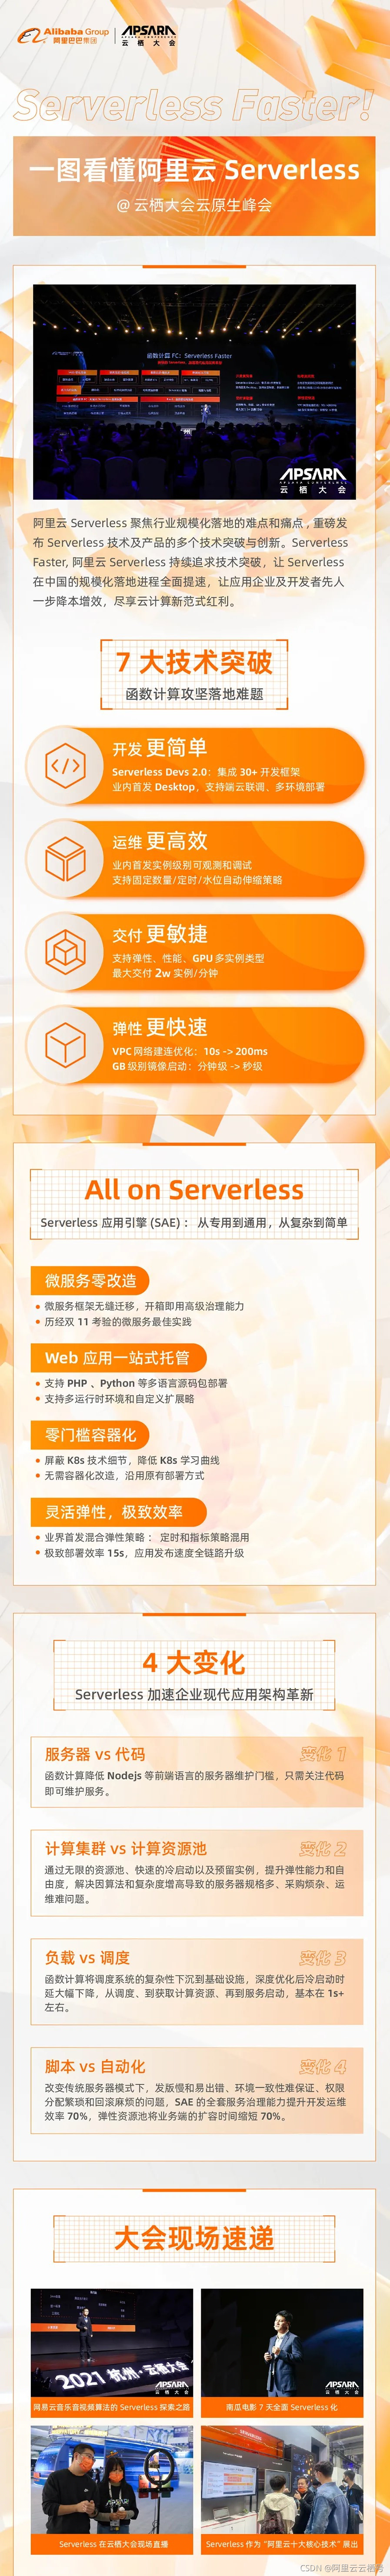 Alibaba Group
阿里巴巴集团
APSARA
云栖大会
Serverless Faster!
一图看懂阿里云 Serverless
@ 云栖大会云原生峰会
函数计算 FC: Serverless Faster
APSARA
云栖大会
阿里云 Serverless 聚焦行业规模化落地的难点和痛点，重磅发
布 Serverless 技术及产品的多个技术突破与创新。Serverless
Faster, 阿里云 Serverless 持续追求技术突破，让 Serverless
在中国的规模化落地进程全面提速，让应用企业及开发者先人
一步降本增效，尽享云计算新范式红利。
7 大技术突破
函数计算攻坚落地难题
开发 更简单
Serverless Devs 2.0：集成 30+ 开发框架
业内首发 Desktop，支持端云联调、多环境部署
运维 更高效
业内首发实例级别可观测和调试
支持固定数量/定时/水位自动伸缩策略
交付 更敏捷
支持弹性、性能、GPU 多实例类型
最大交付 2w 实例/分钟
弹性 更快速
VPC 网络建连优化：10s -> 200ms
GB 级别镜像启动：分钟级 -> 秒级
All on Serverless
Serverless 应用引擎 (SAE)：从专用到通用，从复杂到简单
微服务零改造
微服务框架无缝迁移，开箱即用高级治理能力
历经双 11 考验的微服务最佳实践
Web 应用一站式托管
支持 PHP 、Python 等多语言源码包部署
支持多运行时环境和自定义扩展略
零门槛容器化
屏蔽 K8s 技术细节，降低 K8s 学习曲线
无需容器化改造，沿用原有部署方式
灵活弹性，极致效率
业界首发混合弹性策略： 定时和指标策略混用
极致部署效率 15s，应用发布速度全链路升级
4 大变化
Serverless 加速企业现代应用架构革新
服务器 vs 代码 变化 1
函数计算降低 Nodejs 等前端语言的服务器维护门槛，只需关注代码
即可维护服务。
计算集群 vs 计算资源池 变化 2
通过无限的资源池、快速的冷启动以及预留实例，提升弹性能力和自
由度，解决因算法和复杂度增高导致的服务器规格多、采购烦杂、运
维难问题。
负载 vs 调度 变化 3
函数计算将调度系统的复杂性下沉到基础设施，深度优化后冷启动时
延大幅下降，从调度、到获取计算资源、再到服务启动，基本在 1s+
左右。
脚本 vs 自动化 变化 4
改变传统服务器模式下，发版慢和易出错、环境一致性难保证、权限
分配繁琐和回滚麻烦的问题，SAE 的全套服务治理能力提升开发运维
效率 70%，弹性资源池将业务端的扩容时间缩短 70%。
大会现场速递
2021 杭州·云栖大会
APSARA
云栖大会
APSARA
云栖大会
网易云音乐音视频算法的 Serverless 探索之路
南瓜电影 7 天全面 Serverless 化
Serverless 在云栖大会现场直播
Serverless 作为“阿里云十大核心技术”展出
CSDN @阿里云云栖号